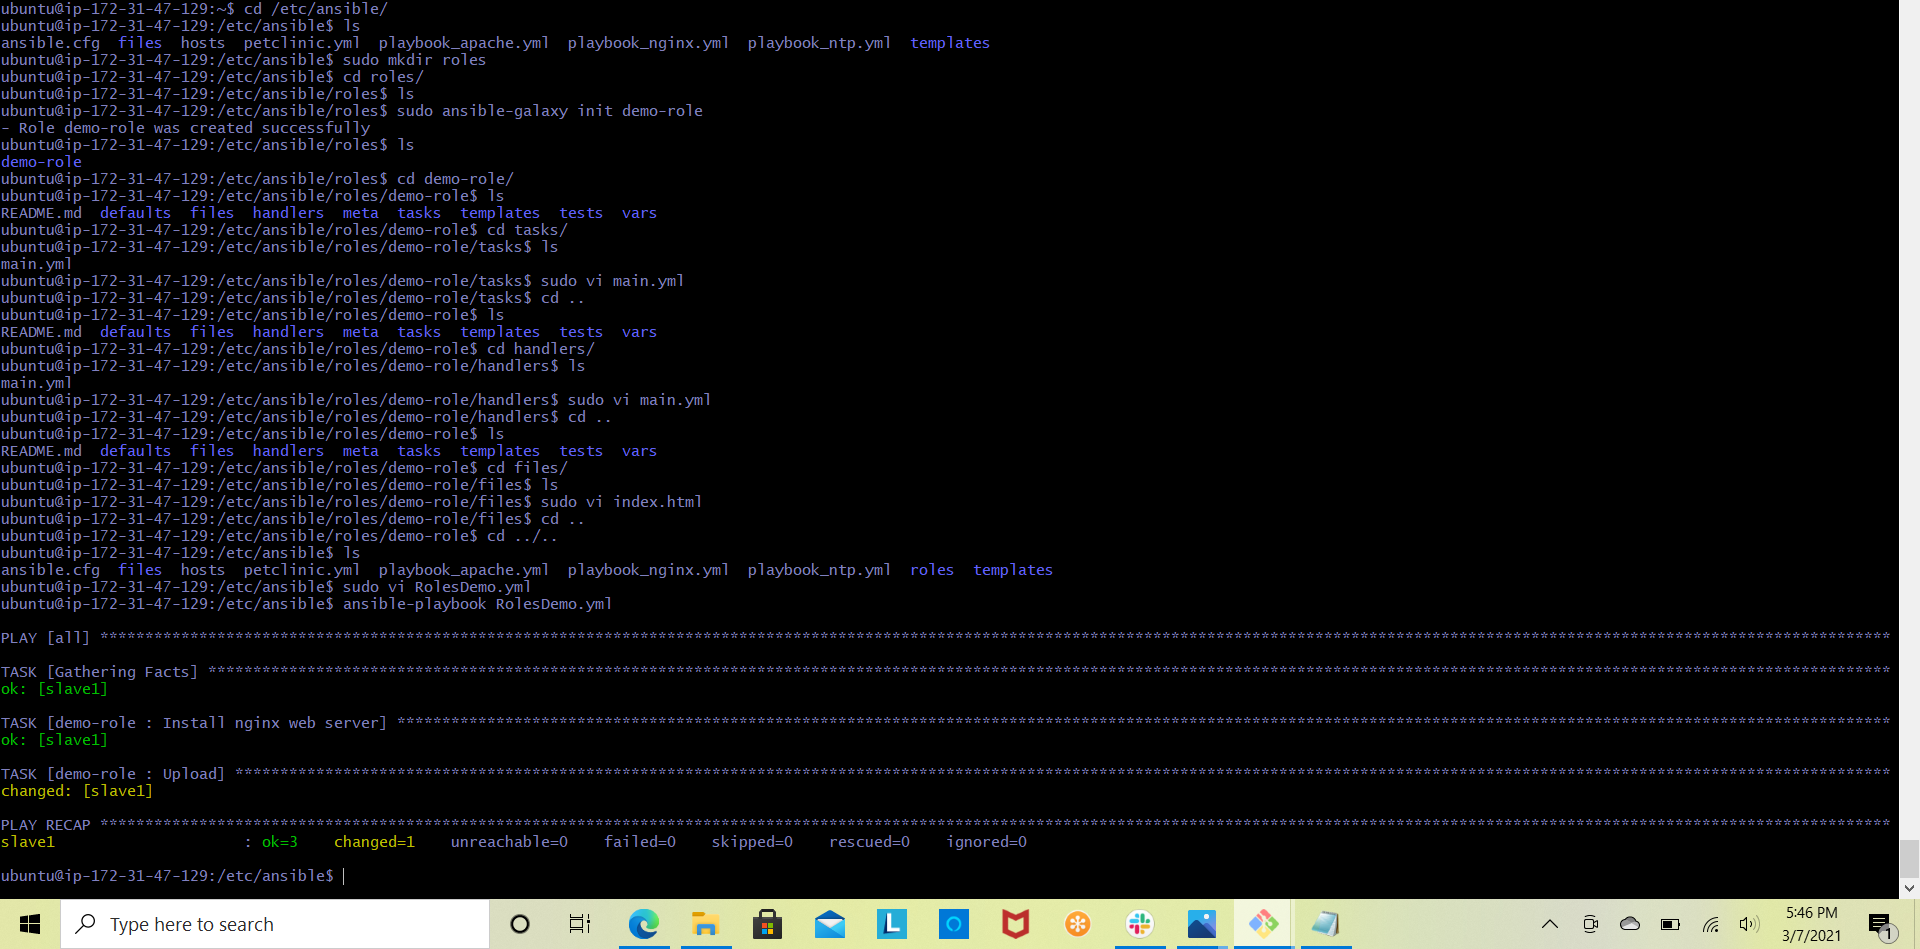 ubuntu@ip-172-31-47-129:~$ cd /etc/ansible/
ubuntu@ip-172-31-47-129:/etc/ansible$ ls
ansible.cfg  files  hosts  petclinic.yml  playbook_apache.yml  playbook_nginx.yml  playbook_ntp.yml  templates
ubuntu@ip-172-31-47-129:/etc/ansible$ sudo mkdir roles
ubuntu@ip-172-31-47-129:/etc/ansible$ cd roles/
ubuntu@ip-172-31-47-129:/etc/ansible/roles$ ls
ubuntu@ip-172-31-47-129:/etc/ansible/roles$ sudo ansible-galaxy init demo-role
- Role demo-role was created successfully
ubuntu@ip-172-31-47-129:/etc/ansible/roles$ ls
demo-role
ubuntu@ip-172-31-47-129:/etc/ansible/roles$ cd demo-role/
ubuntu@ip-172-31-47-129:/etc/ansible/roles/demo-role$ ls
README.md  defaults  files  handlers  meta  tasks  templates  tests  vars
ubuntu@ip-172-31-47-129:/etc/ansible/roles/demo-role$ cd tasks/
ubuntu@ip-172-31-47-129:/etc/ansible/roles/demo-role/tasks$ ls
main.yml
ubuntu@ip-172-31-47-129:/etc/ansible/roles/demo-role/tasks$ sudo vi main.yml
ubuntu@ip-172-31-47-129:/etc/ansible/roles/demo-role/tasks$ cd ..
ubuntu@ip-172-31-47-129:/etc/ansible/roles/demo-role$ ls
README.md  defaults  files  handlers  meta  tasks  templates  tests  vars
ubuntu@ip-172-31-47-129:/etc/ansible/roles/demo-role$ cd handlers/
ubuntu@ip-172-31-47-129:/etc/ansible/roles/demo-role/handlers$ ls
main.yml
ubuntu@ip-172-31-47-129:/etc/ansible/roles/demo-role/handlers$ sudo vi main.yml
ubuntu@ip-172-31-47-129:/etc/ansible/roles/demo-role/handlers$ cd ..
ubuntu@ip-172-31-47-129:/etc/ansible/roles/demo-role$ ls
README.md  defaults  files  handlers  meta  tasks  templates  tests  vars
ubuntu@ip-172-31-47-129:/etc/ansible/roles/demo-role$ cd files/
ubuntu@ip-172-31-47-129:/etc/ansible/roles/demo-role/files$ ls
ubuntu@ip-172-31-47-129:/etc/ansible/roles/demo-role/files$ sudo vi index.html
ubuntu@ip-172-31-47-129:/etc/ansible/roles/demo-role/files$ cd ..
ubuntu@ip-172-31-47-129:/etc/ansible/roles/demo-role$ cd ../..
ubuntu@ip-172-31-47-129:/etc/ansible$ ls
ansible.cfg  files  hosts  petclinic.yml  playbook_apache.yml  playbook_nginx.yml  playbook_ntp.yml  roles  templates
ubuntu@ip-172-31-47-129:/etc/ansible$ sudo vi RolesDemo.yml
ubuntu@ip-172-31-47-129:/etc/ansible$ ansible-playbook RolesDemo.yml
PLAY [all] ***************************************************************************************************************************************************************************************************
TASK [Gathering Facts] *******************************************************************************************************************************************************************************************
ok: [slave1]
TASK [demo-role : Install nginx web server] **********************************************************************************************************************************************************************
ok: [slave1]
TASK [demo-role : Upload] ****************************************************************************************************************************************************************************************
changed: [slave1]
PLAY RECAP *******************************************************************************************************************************************************************************************************
slave1                     : ok=3    changed=1    unreachable=0    failed=0    skipped=0    rescued=0    ignored=0
ubuntu@ip-172-31-47-129:/etc/ansible$
Type here to search
L
5:46 PM
3/7/2021
1